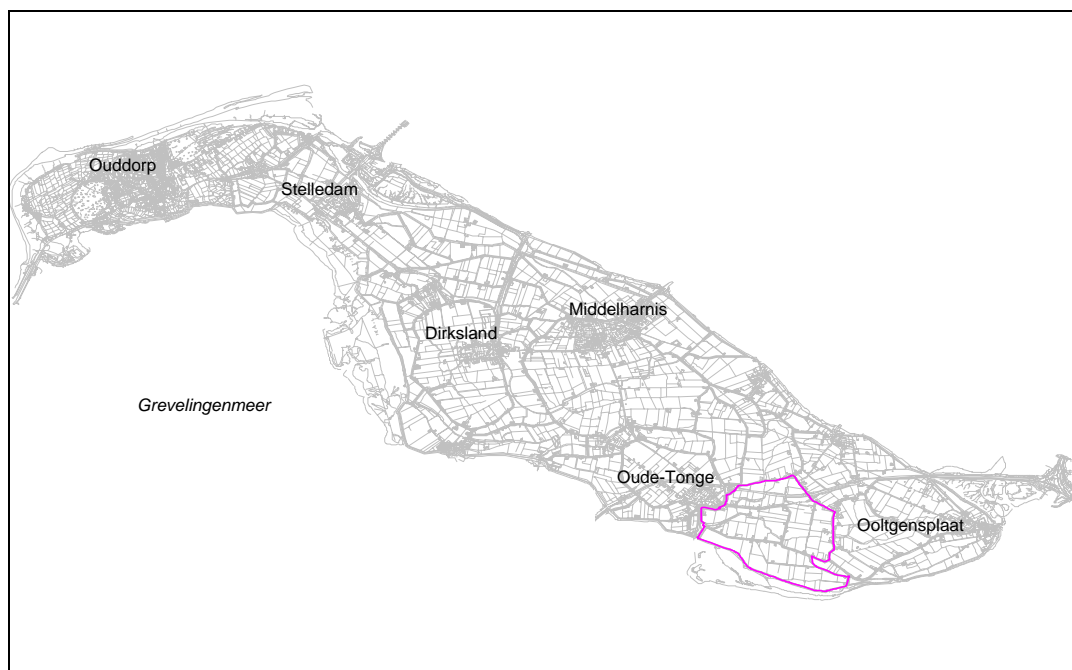 Ouddorp
Stelledam
Middelharnis
Dirksland
Grevelingenmeer
Oude-Tonge
Ooltgensplaat